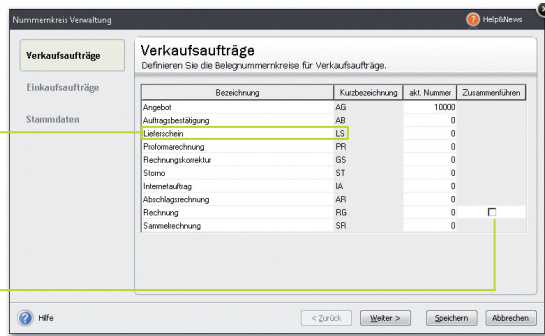 Nummernkreis Verwaltung
Help&News
Verkaufsaufträge
Einkaufsaufträge
Stammdaten
Verkaufsaufträge
Definieren Sie die Belegnummernkreise für Verkaufsaufträge.
Bezeichnung Kurzbezeichnung akt. Nummer Zusammenführen
Angebot AG 10000
Auftragsbestätigung AB 0
Lieferschein LS 0
Proformarechnung PR 0
Rechnungskorrektur GS 0
Storno ST 0
Internetauftrag IA 0
Abschlagsrechnung AR 0
Rechnung RG 0
Sammelrechnung SR 0
Hilfe
< Zurück Weiter > Speichern Abbrechen